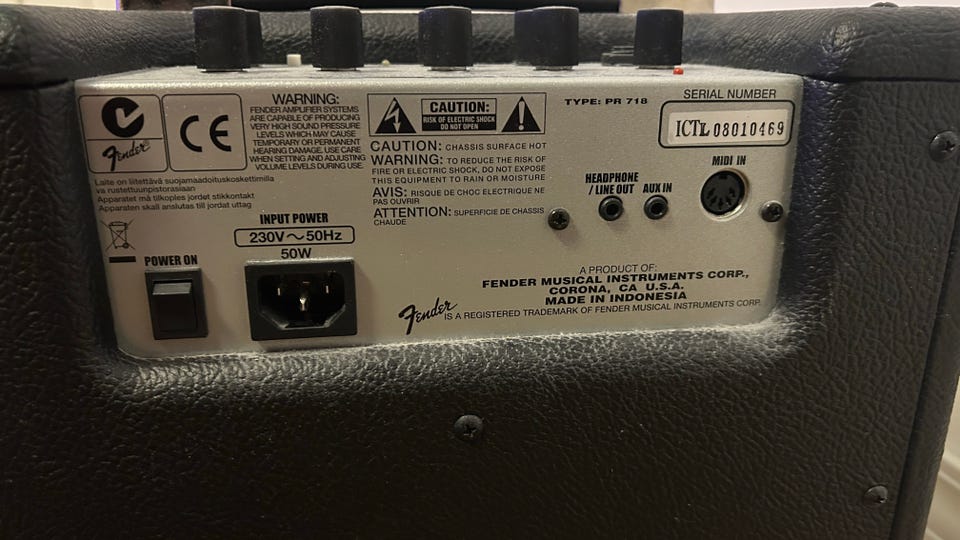 Fender
CE
WARNING:
FENDER AMPLIFIER SYSTEMS
ARE CAPABLE OF PRODUCING
VERY HIGH SOUND PRESSURE
LEVELS WHICH MAY CAUSE
TEMPORARY OR PERMANENT
HEARING DAMAGE. USE CARE
WHEN SETTING AND ADJUSTING
VOLUME LEVELS DURING USE.
Laite on liitettävä suojamaadoituskoskettimilla
va rustettuunpistorasiaan
Apparatet må tilkoples jordet stikkontakt
Apparaten skall anslutas till jordat uttag
POWER ON
INPUT POWER
230V～50Hz
50W
CAUTION:
RISK OF ELECTRIC SHOCK
DO NOT OPEN
CAUTION: CHASSIS SURFACE HOT
WARNING: TO REDUCE THE RISK OF
FIRE OR ELECTRIC SHOCK, DO NOT EXPOSE
THIS EQUIPMENT TO RAIN OR MOISTURE
AVIS: RISQUE DE CHOC ELECTRIQUE NE
PAS OUVRIR
ATTENTION: SUPERFICIE DE CHASSIS
CHAUDE
TYPE: PR 718
SERIAL NUMBER
ICTL 08010469
HEADPHONE
/ LINE OUT
AUX IN
MIDI IN
A PRODUCT OF:
FENDER MUSICAL INSTRUMENTS CORP.,
CORONA, CA U.S.A.
MADE IN INDONESIA
Fender IS A REGISTERED TRADEMARK OF FENDER MUSICAL INSTRUMENTS CORP.